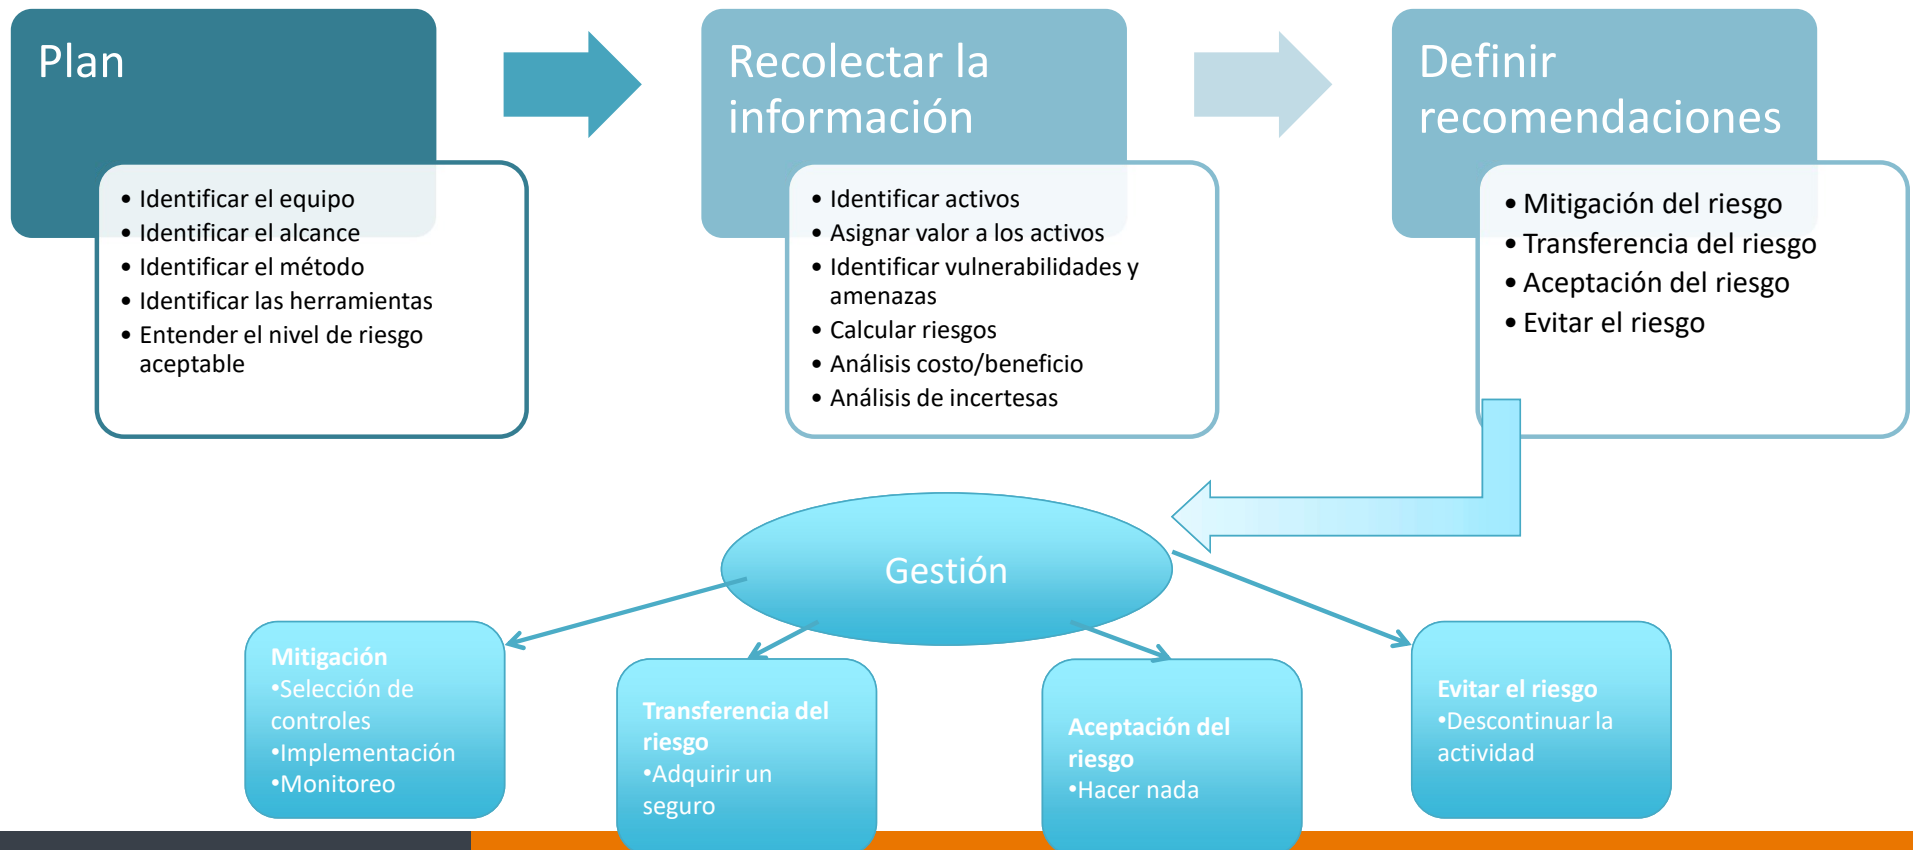 Plan
• Identificar el equipo
• Identificar el alcance
• Identificar el método
• Identificar las herramientas
• Entender el nivel de riesgo
aceptable
Recolectar la
información
• Identificar activos
• Asignar valor a los activos
• Identificar vulnerabilidades y
amenazas
• Calcular riesgos
• Análisis costo/beneficio
• Análisis de incertesas
Definir
recomendaciones
• Mitigación del riesgo
• Transferencia del riesgo
• Aceptación del riesgo
• Evitar el riesgo
Gestión
Mitigación
•Selección de
controles
•Implementación
•Monitoreo
Transferencia del
riesgo
•Adquirir un
seguro
Aceptación del
riesgo
•Hacer nada
Evitar el riesgo
•Descontinuar la
actividad